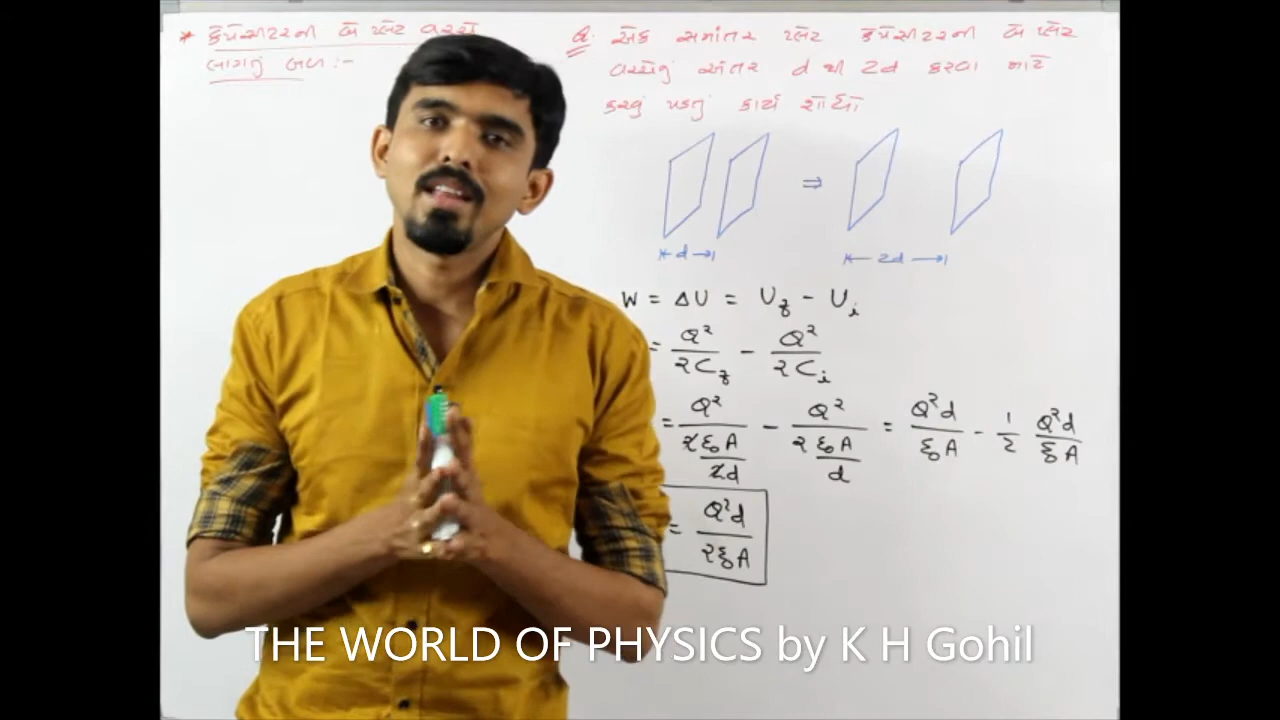 * કેપેસીટરની બે પ્લેટ વચ્ચે
લાગતું બળ :-
Q. એક સમાંતર પ્લેટ કેપેસીટરની બે પ્લેટ
વચ્ચેનું અંતર d થી 2d કરવા માટે
કરવું પડતું કાર્ય શોધો
⇒
d
2d
W = ΔU = U_f - U_i
= Q²/2C_f - Q²/2C_i
= Q²/(2ε₀A/2d) - Q²/(2ε₀A/d) = Q²d/ε₀A - 1/2 Q²d/ε₀A
= Q²d/2ε₀A
THE WORLD OF PHYSICS by K H Gohil